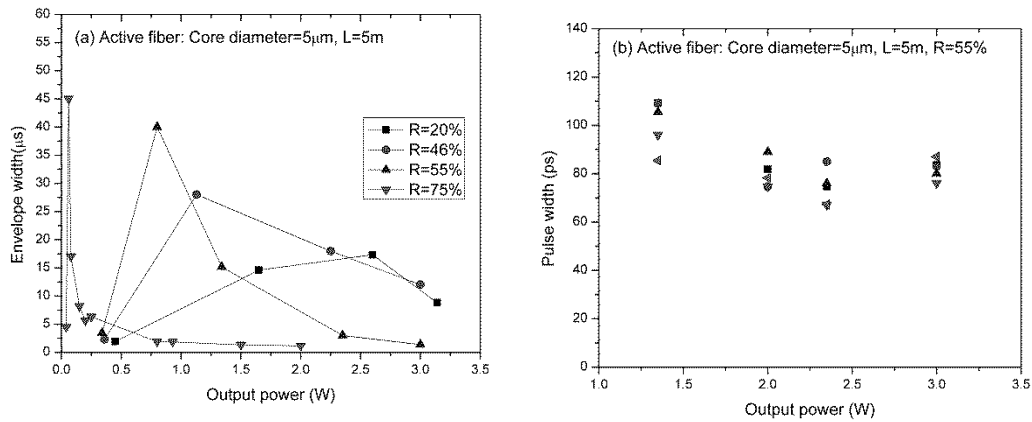 (a) Active fiber: Core diameter=5μm, L=5m
Envelope width(μs)
60
55
50
45
40
35
30
25
20
15
10
5
0
R=20%
R=46%
R=55%
R=75%
0.0 0.5 1.0 1.5 2.0 2.5 3.0 3.5
Output power (W)
(b) Active fiber: Core diameter=5μm, L=5m, R=55%
Pulse width (ps)
140
120
100
80
60
40
20
0
1.0 1.5 2.0 2.5 3.0 3.5
Output power (W)